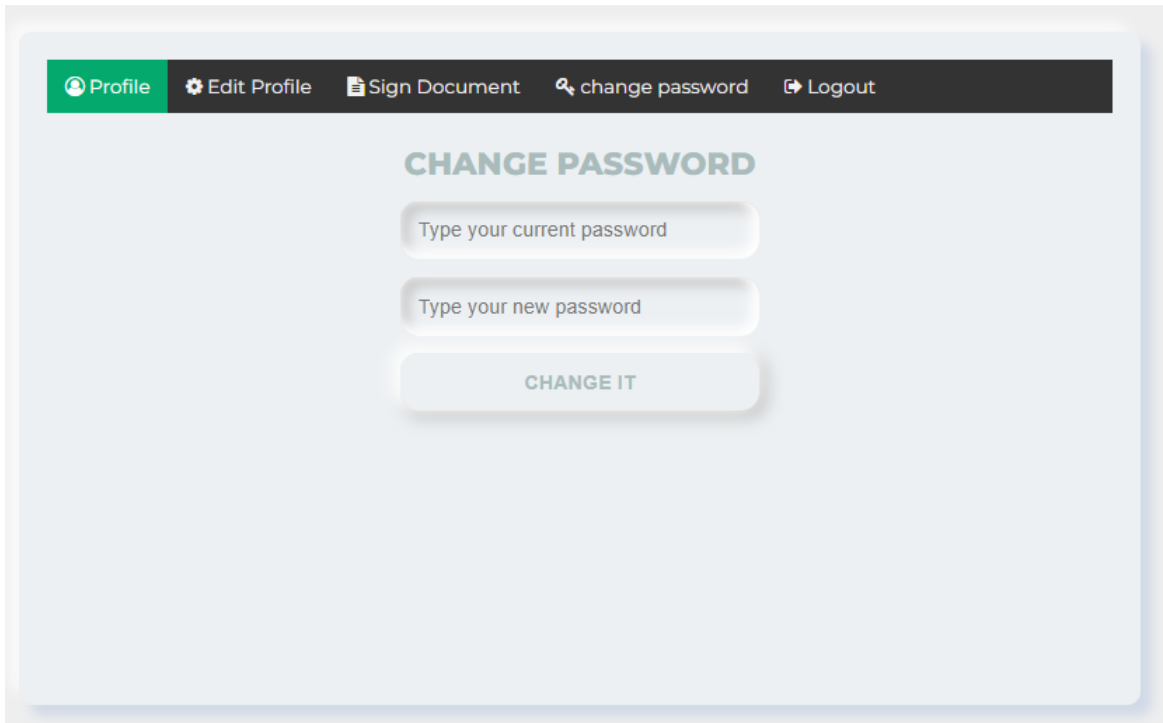 Profile Edit Profile Sign Document change password Logout
CHANGE PASSWORD
Type your current password
Type your new password
CHANGE IT